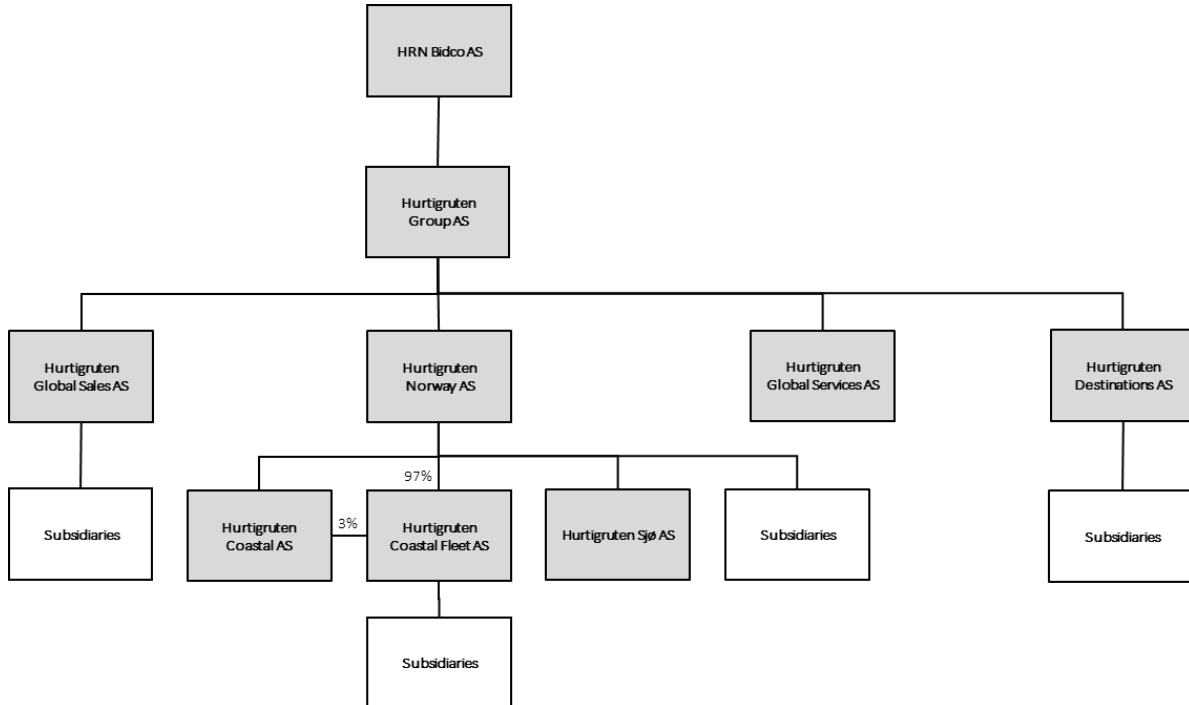 HRN Bidco AS
Hurtigruten
Group AS
Hurtigruten
Global Sales AS
Hurtigruten
Norway AS
Hurtigruten
Global Services AS
Hurtigruten
Destinations AS
97%
Subsidiaries
Hurtigruten
Coastal AS
3%
Hurtigruten
Coastal Fleet AS
Hurtigruten Sjø AS
Subsidiaries
Subsidiaries
Subsidiaries